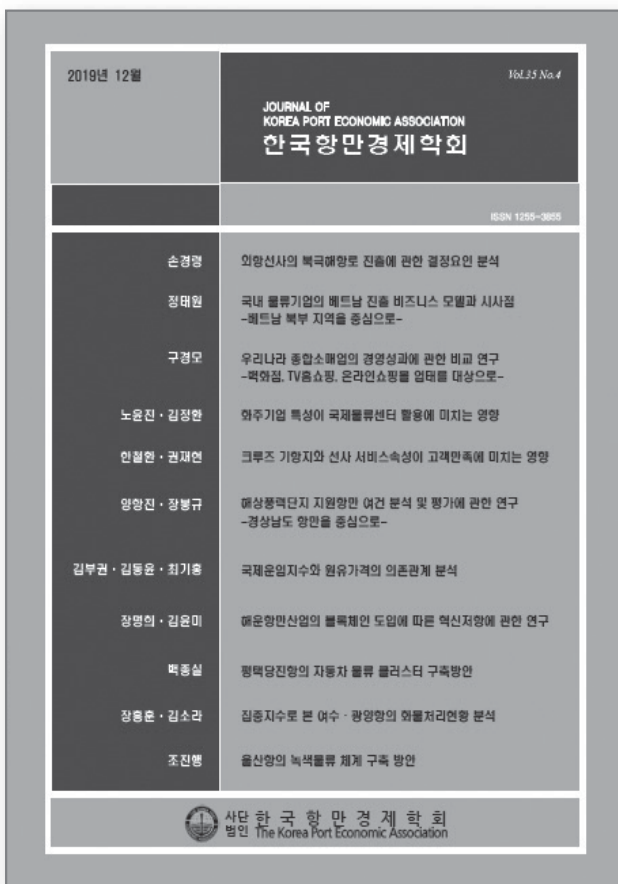 2019년 12월
Vol.35 No.4
JOURNAL OF
KOREA PORT ECONOMIC ASSOCIATION
한국항만경제학회
ISSN 1255-3855
손경령 외항선사의 북극해항로 진출에 관한 결정요인 분석
정태원 국내 물류기업의 베트남 진출 비즈니스 모델과 시사점
-베트남 북부 지역을 중심으로-
구경모 우리나라 종합소매업의 경영성과에 관한 비교 연구
-백화점, TV홈쇼핑, 온라인쇼핑몰 업태를 대상으로-
노윤진·김정환 화주기업 특성이 국제물류센터 활용에 미치는 영향
한철환·권재현 크루즈 기항지와 선사 서비스속성이 고객만족에 미치는 영향
양항진·장봉규 해상풍력단지 지원항만 여건 분석 및 평가에 관한 연구
-경상남도 항만을 중심으로-
김부권·김동윤·최기홍 국제운임지수와 원유가격의 의존관계 분석
장명희·김윤미 해운항만산업의 블록체인 도입에 따른 혁신저항에 관한 연구
백종실 평택당진항의 자동차 물류 클러스터 구축방안
장흥훈·김소라 집중지수로 본 여수·광양항의 화물처리현황 분석
조진행 울산항의 녹색물류 체계 구축 방안
사단 한국항만경제학회
법인 The Korea Port Economic Association